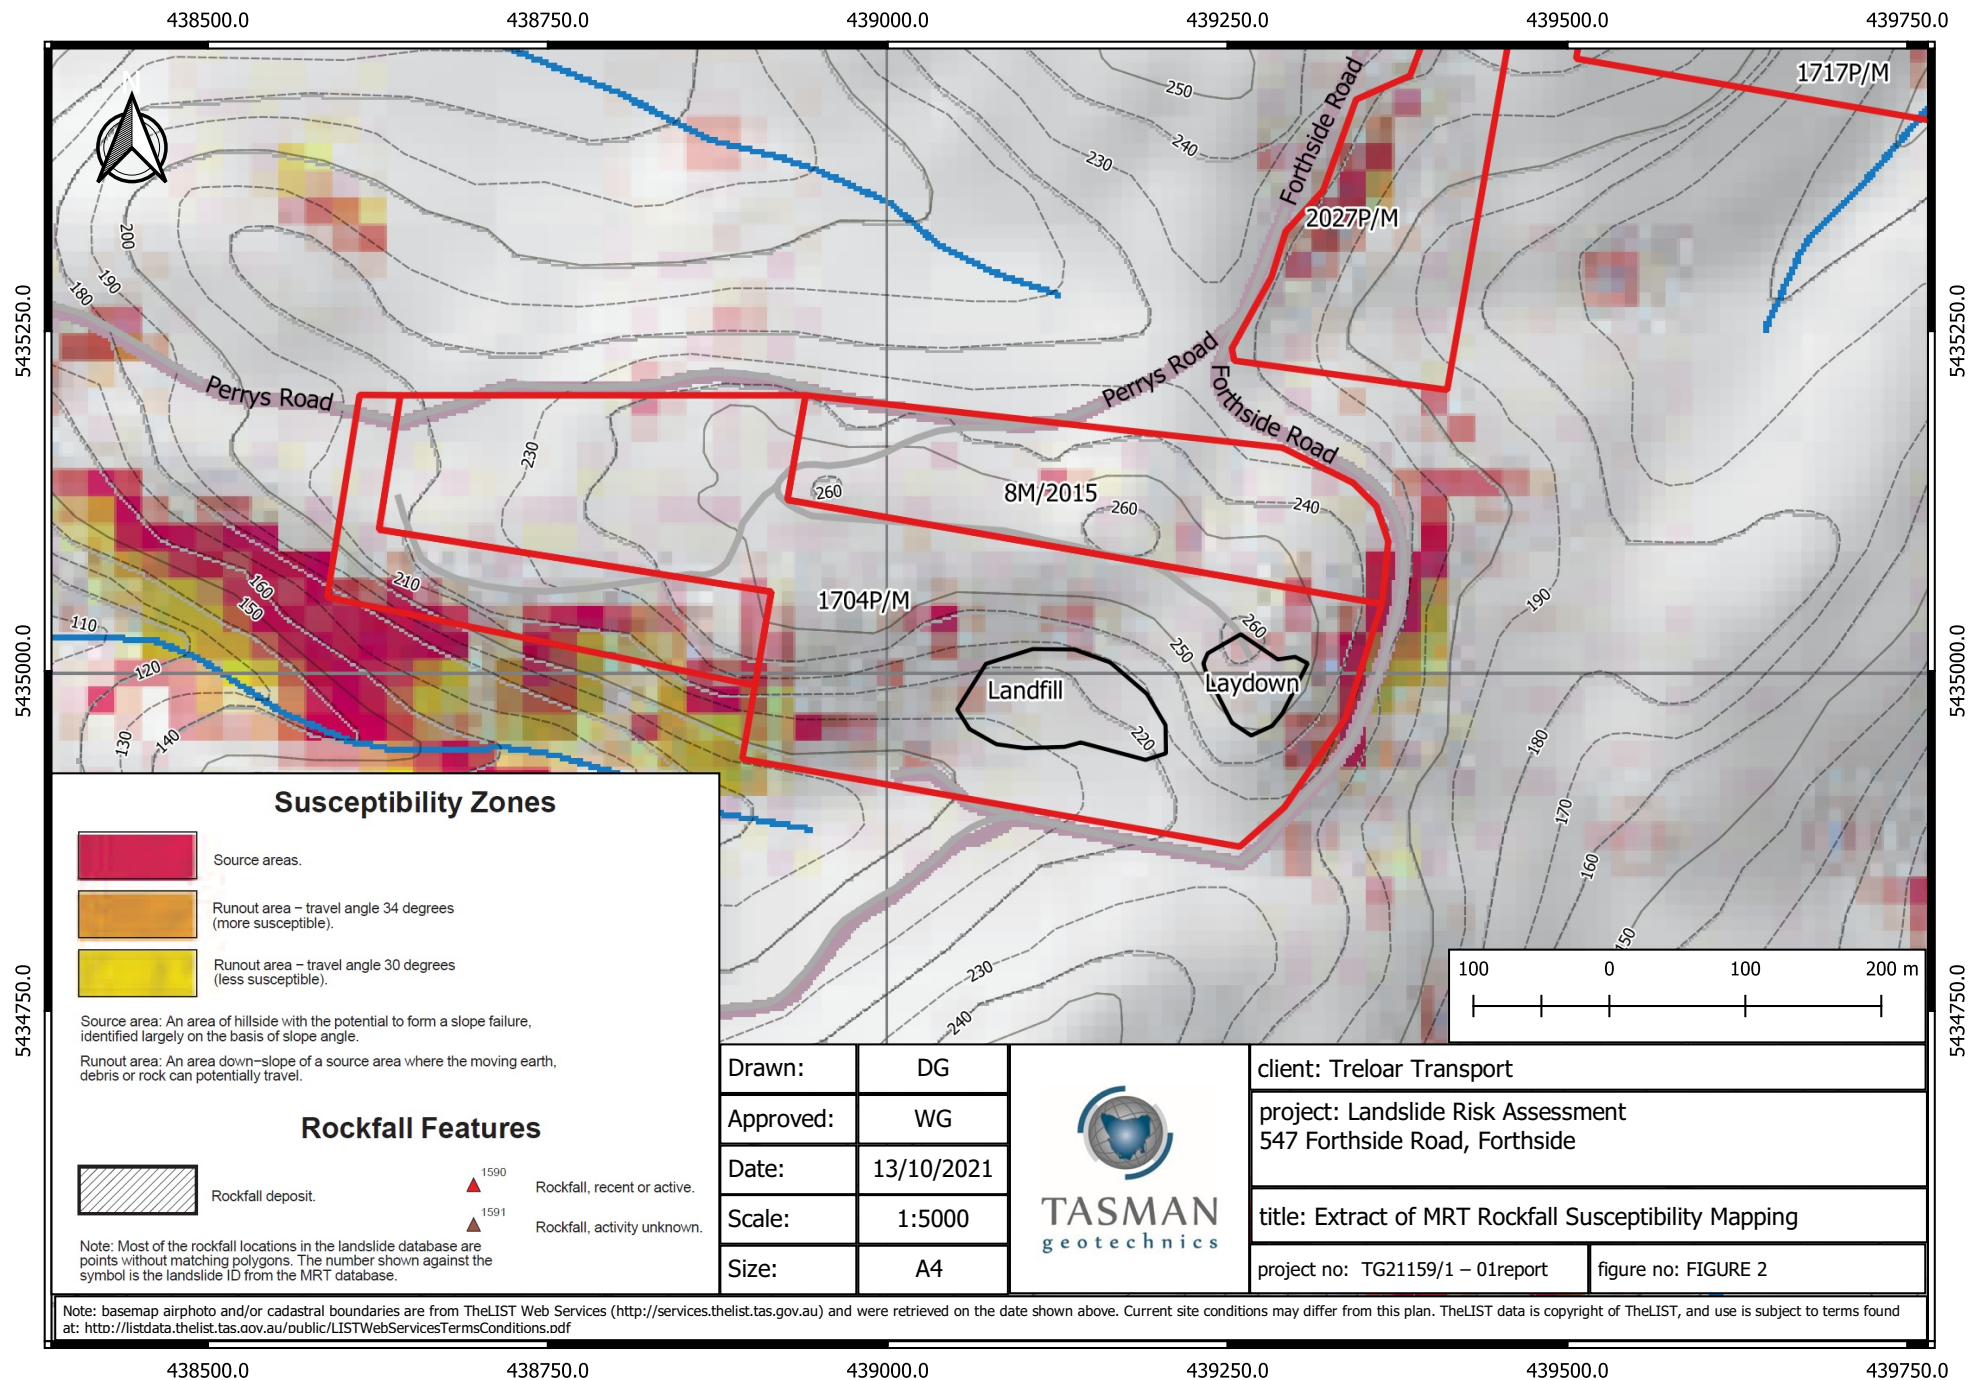 438500.0
438750.0
439000.0
439250.0
439500.0
439750.0
5435250.0
5435000.0
5434750.0
5435250.0
5435000.0
5434750.0
N
250
240
230
Forthside Road
1717P/M
2027P/M
200
190
180
Perrys Road
Perrys Road
Forthside Road
230
260
8M/2015
260
240
210
160
150
110
120
130
140
1704P/M
260
250
Landfill
Laydown
220
190
180
170
160
150
230
240
Susceptibility Zones
Source areas.
Runout area – travel angle 34 degrees
(more susceptible).
Runout area – travel angle 30 degrees
(less susceptible).
Source area: An area of hillside with the potential to form a slope failure,
identified largely on the basis of slope angle.
Runout area: An area down–slope of a source area where the moving earth,
debris or rock can potentially travel.
Rockfall Features
Rockfall deposit.
1590
Rockfall, recent or active.
1591
Rockfall, activity unknown.
Note: Most of the rockfall locations in the landslide database are
points without matching polygons. The number shown against the
symbol is the landslide ID from the MRT database.
100 0 100 200 m
Drawn: DG
Approved: WG
Date: 13/10/2021
Scale: 1:5000
Size: A4
TASMAN
geotechnics
client: Treloar Transport
project: Landslide Risk Assessment
547 Forthside Road, Forthside
title: Extract of MRT Rockfall Susceptibility Mapping
project no: TG21159/1 – 01report
figure no: FIGURE 2
Note: basemap airphoto and/or cadastral boundaries are from TheLIST Web Services (http://services.thelist.tas.gov.au) and were retrieved on the date shown above. Current site conditions may differ from this plan. TheLIST data is copyright of TheLIST, and use is subject to terms found
at: http://listdata.thelist.tas.gov.au/public/LISTWebServicesTermsConditions.pdf
438500.0
438750.0
439000.0
439250.0
439500.0
439750.0